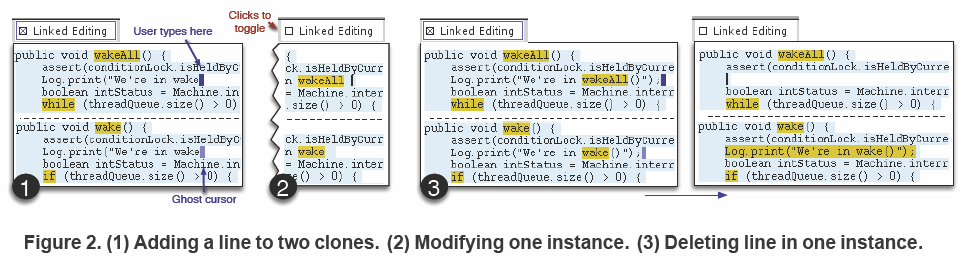 Clicks to
toggle
Linked Editing
User types here
public void wakeAll() {
assert(conditionLock.isHeldByC
Log.print("We're in wake
boolean intStatus = Machine.in
while (threadQueue.size() > 0)
public void wake() {
assert(conditionLock.isHeldByC
Log.print("We're in wake
boolean intStatus = Machine.in
if (threadQueue.size() > 0) {
Ghost cursor
1
Linked Editing
{
ck.isHeldByCurr
n wakeAll
= Machine.interr
.size() > 0) {
ck.isHeldByCurr
n wake
= Machine.interr
size() > 0) {
2
Linked Editing
public void wakeAll() {
assert(conditionLock.isHeldByCurre
Log.print("We're in wakeAll()");
boolean intStatus = Machine.interr
while (threadQueue.size() > 0) {
public void wake() {
assert(conditionLock.isHeldByCurre
Log.print("We're in wake()");
boolean intStatus = Machine.interr
if (threadQueue.size() > 0) {
3
Linked Editing
public void wakeAll() {
assert(conditionLock.isHeldByCurre
boolean intStatus = Machine.interr
while (threadQueue.size() > 0) {
public void wake() {
assert(conditionLock.isHeldByCurre
Log.print("We're in wake()");
boolean intStatus = Machine.interr
if (threadQueue.size() > 0) {
Figure 2. (1) Adding a line to two clones. (2) Modifying one instance. (3) Deleting line in one instance.